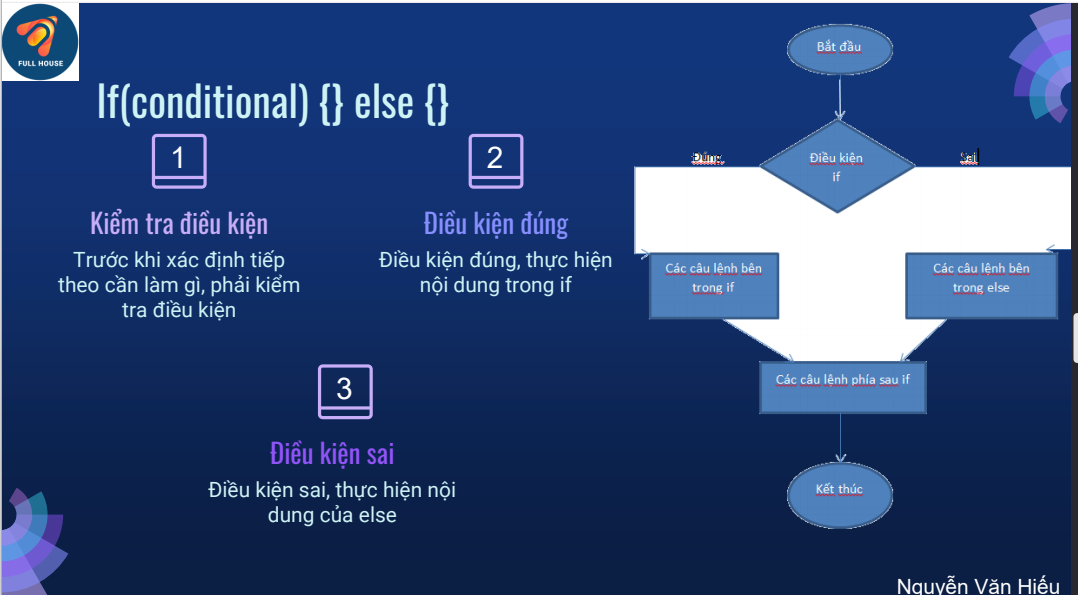 FULL HOUSE
If(conditional) {} else {}
1
Kiểm tra điều kiện
Trước khi xác định tiếp
theo cần làm gì, phải kiểm
tra điều kiện
2
Điều kiện đúng
Điều kiện đúng, thực hiện
nội dung trong if
3
Điều kiện sai
Điều kiện sai, thực hiện nội
dung của else
Bắt đầu
Điều kiện
if
Đúng
Sai
Các câu lệnh bên
trong if
Các câu lệnh bên
trong else
Các câu lệnh phía sau if
Kết thúc
Nguyễn Văn Hiếu